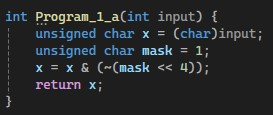 int Program_1_a(int input) {
    unsigned char x = (char)input;
    unsigned char mask = 1;
    x = x & (~(mask << 4));
    return x;
}